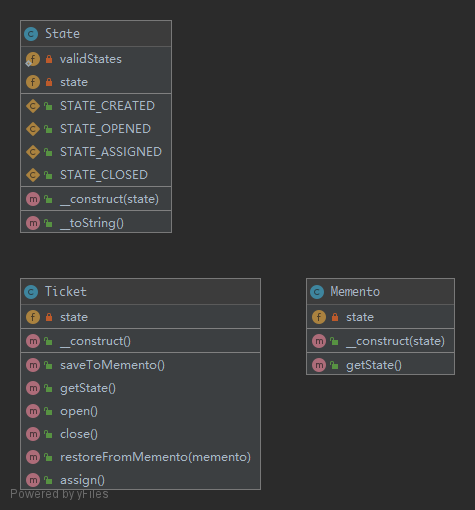 State
validStates
state
STATE_CREATED
STATE_OPENED
STATE_ASSIGNED
STATE_CLOSED
__construct(state)
__toString()
Ticket
state
__construct()
saveToMemento()
getState()
open()
close()
restoreFromMemento(memento)
assign()
Memento
state
__construct(state)
getState()
Powered by yFiles